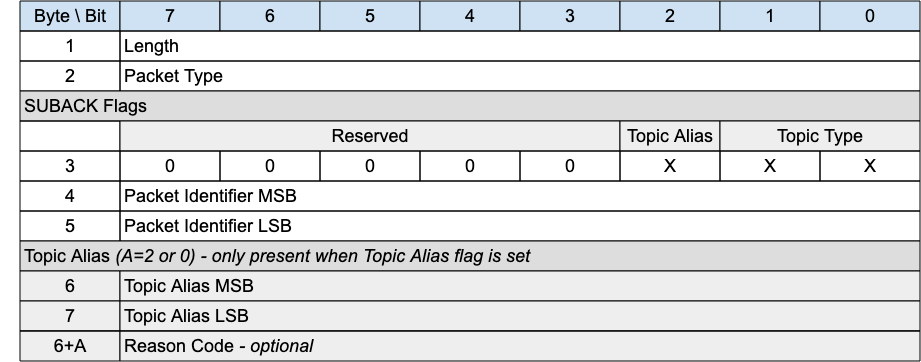 Byte \ Bit 7 6 5 4 3 2 1 0
1 Length
2 Packet Type
SUBACK Flags
Reserved Topic Alias Topic Type
3 0 0 0 0 0 X X X
4 Packet Identifier MSB
5 Packet Identifier LSB
Topic Alias (A=2 or 0) - only present when Topic Alias flag is set
6 Topic Alias MSB
7 Topic Alias LSB
6+A Reason Code - optional